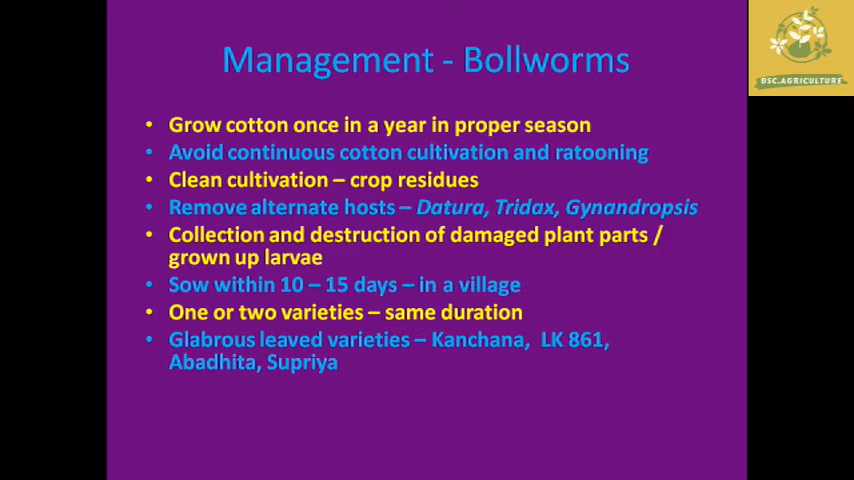 Management - Bollworms
BSC.AGRICULTURE
• Grow cotton once in a year in proper season
• Avoid continuous cotton cultivation and ratooning
• Clean cultivation – crop residues
• Remove alternate hosts – Datura, Tridax, Gynandropsis
• Collection and destruction of damaged plant parts /
grown up larvae
• Sow within 10 – 15 days – in a village
• One or two varieties – same duration
• Glabrous leaved varieties – Kanchana, LK 861,
Abadhita, Supriya